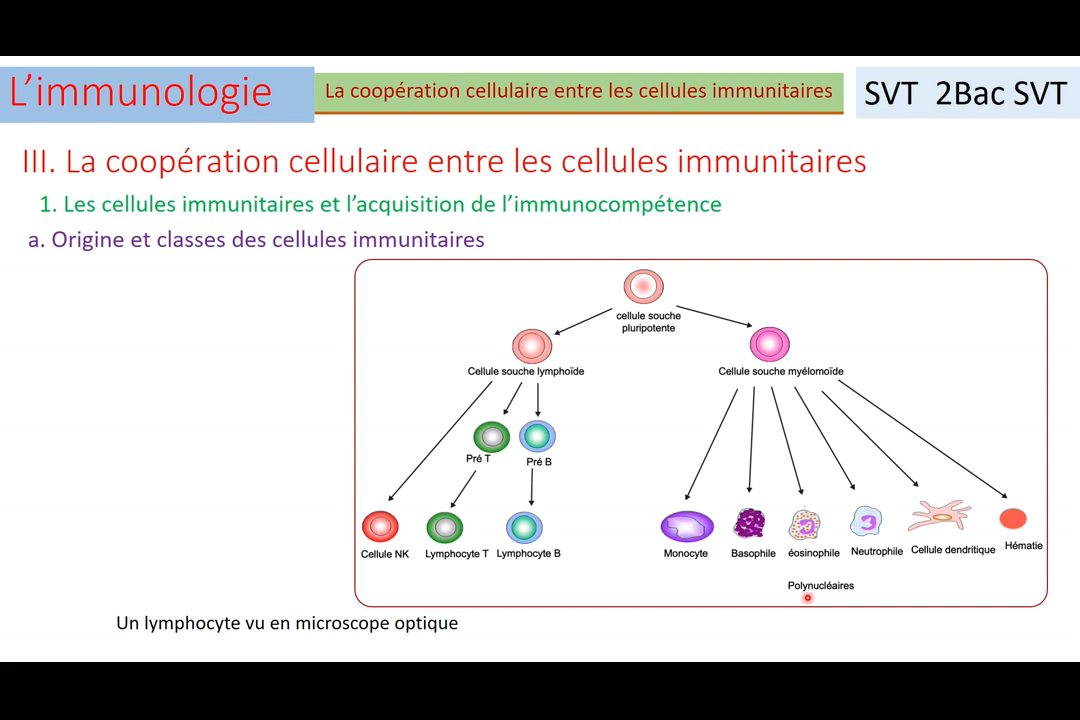 L'immunologie
La coopération cellulaire entre les cellules immunitaires
SVT 2Bac SVT
III. La coopération cellulaire entre les cellules immunitaires
1. Les cellules immunitaires et l'acquisition de l'immunocompétence
a. Origine et classes des cellules immunitaires
cellule souche
pluripotente
Cellule souche lymphoïde
Cellule souche myélomoïde
Pré T
Pré B
Cellule NK
Lymphocyte T
Lymphocyte B
Monocyte
Basophile
éosinophile
Neutrophile
Cellule dendritique
Hématie
Polynucléaires
Un lymphocyte vu en microscope optique